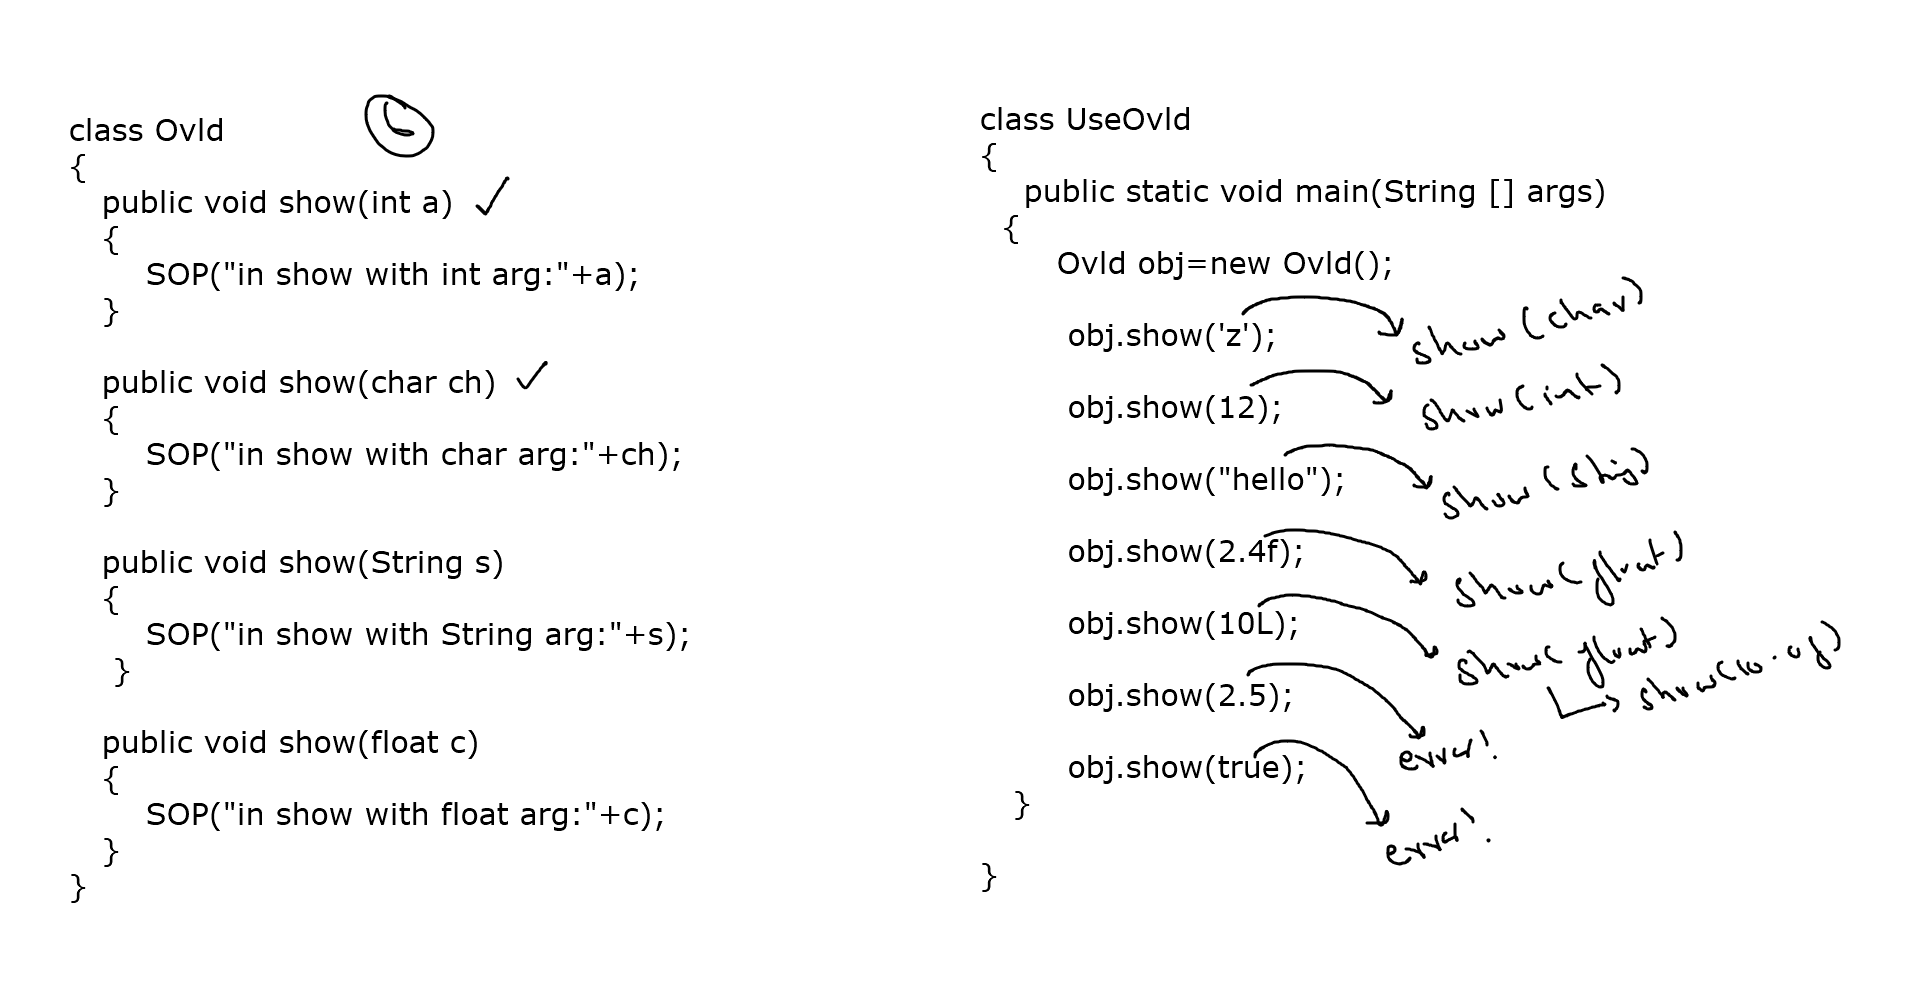 class Ovld
{
public void show(int a)
{
SOP("in show with int arg:"+a);
}
public void show(char ch)
{
SOP("in show with char arg:"+ch);
}
public void show(String s)
{
SOP("in show with String arg:"+s);
}
public void show(float c)
{
SOP("in show with float arg:"+c);
}
}
class UseOvld
{
public static void main(String [] args)
{
Ovld obj=new Ovld();
obj.show('z');
show(char)
obj.show(12);
show(int)
obj.show("hello");
show(String)
obj.show(2.4f);
show(float)
obj.show(10L);
show(float)
show(10.0f)
obj.show(2.5);
error!
obj.show(true);
error!
}
}